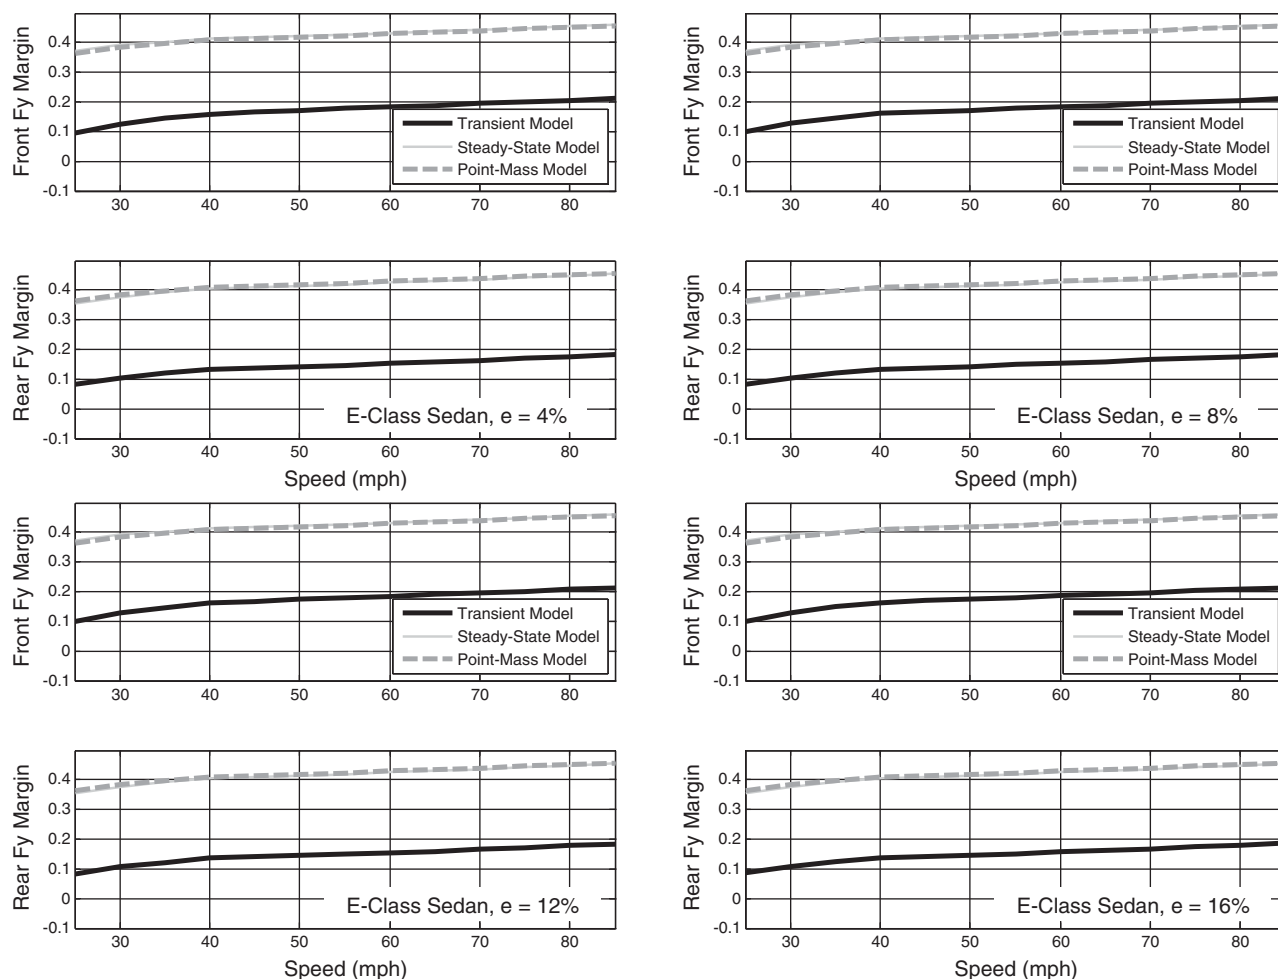 Front Fy Margin
0.4
0.3
0.2
0.1
0
-0.1
Transient Model
Steady-State Model
Point-Mass Model
30 40 50 60 70 80
Front Fy Margin
0.4
0.3
0.2
0.1
0
-0.1
Transient Model
Steady-State Model
Point-Mass Model
30 40 50 60 70 80
Rear Fy Margin
0.4
0.3
0.2
0.1
0
-0.1
E-Class Sedan, e = 4%
30 40 50 60 70 80
Speed (mph)
Rear Fy Margin
0.4
0.3
0.2
0.1
0
-0.1
E-Class Sedan, e = 8%
30 40 50 60 70 80
Speed (mph)
Front Fy Margin
0.4
0.3
0.2
0.1
0
-0.1
Transient Model
Steady-State Model
Point-Mass Model
30 40 50 60 70 80
Front Fy Margin
0.4
0.3
0.2
0.1
0
-0.1
Transient Model
Steady-State Model
Point-Mass Model
30 40 50 60 70 80
Rear Fy Margin
0.4
0.3
0.2
0.1
0
-0.1
E-Class Sedan, e = 12%
30 40 50 60 70 80
Speed (mph)
Rear Fy Margin
0.4
0.3
0.2
0.1
0
-0.1
E-Class Sedan, e = 16%
30 40 50 60 70 80
Speed (mph)